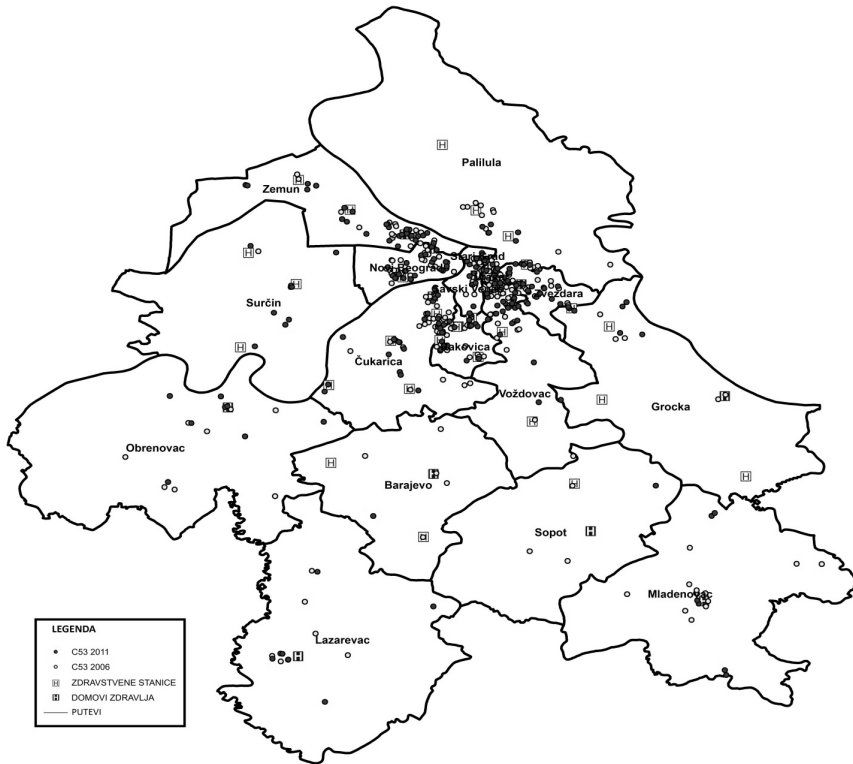 Palilula
Zemun
Stari Grad
Novi Beograd
Savski Venac
Zvezdara
Surčin
Rakovica
Čukarica
Voždovac
Grocka
Obrenovac
Barajevo
Sopot
Mladenovac
Lazarevac
LEGENDA
C53 2011
C53 2006
H ZDRAVSTVENE STANICE
H DOMOVI ZDRAVLJA
PUTEVI